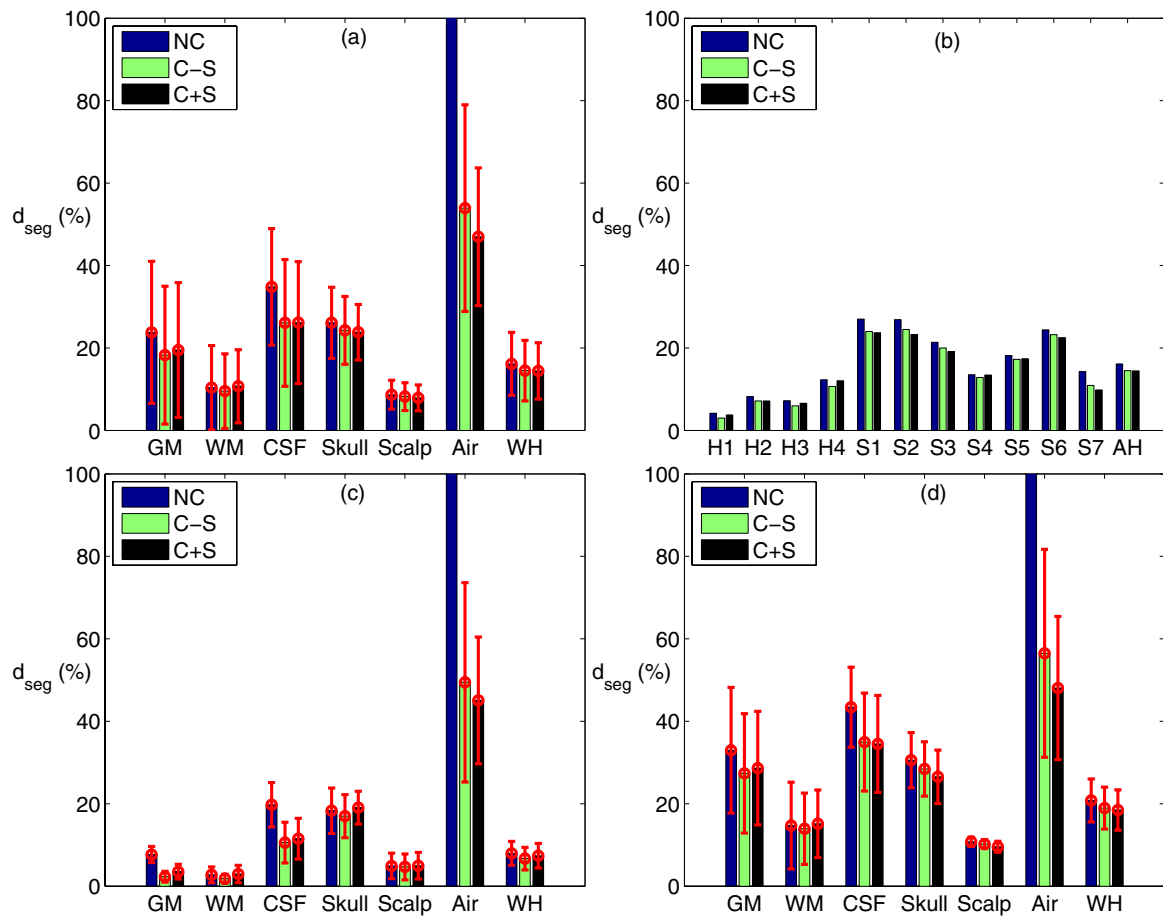 100
80
60
40
20
0
d_seg (%)
(a)
NC
C−S
C+S
GM WM CSF Skull Scalp Air WH
100
80
60
40
20
0
d_seg (%)
(b)
NC
C−S
C+S
H1 H2 H3 H4 S1 S2 S3 S4 S5 S6 S7 AH
100
80
60
40
20
0
d_seg (%)
(c)
NC
C−S
C+S
GM WM CSF Skull Scalp Air WH
100
80
60
40
20
0
d_seg (%)
(d)
NC
C−S
C+S
GM WM CSF Skull Scalp Air WH